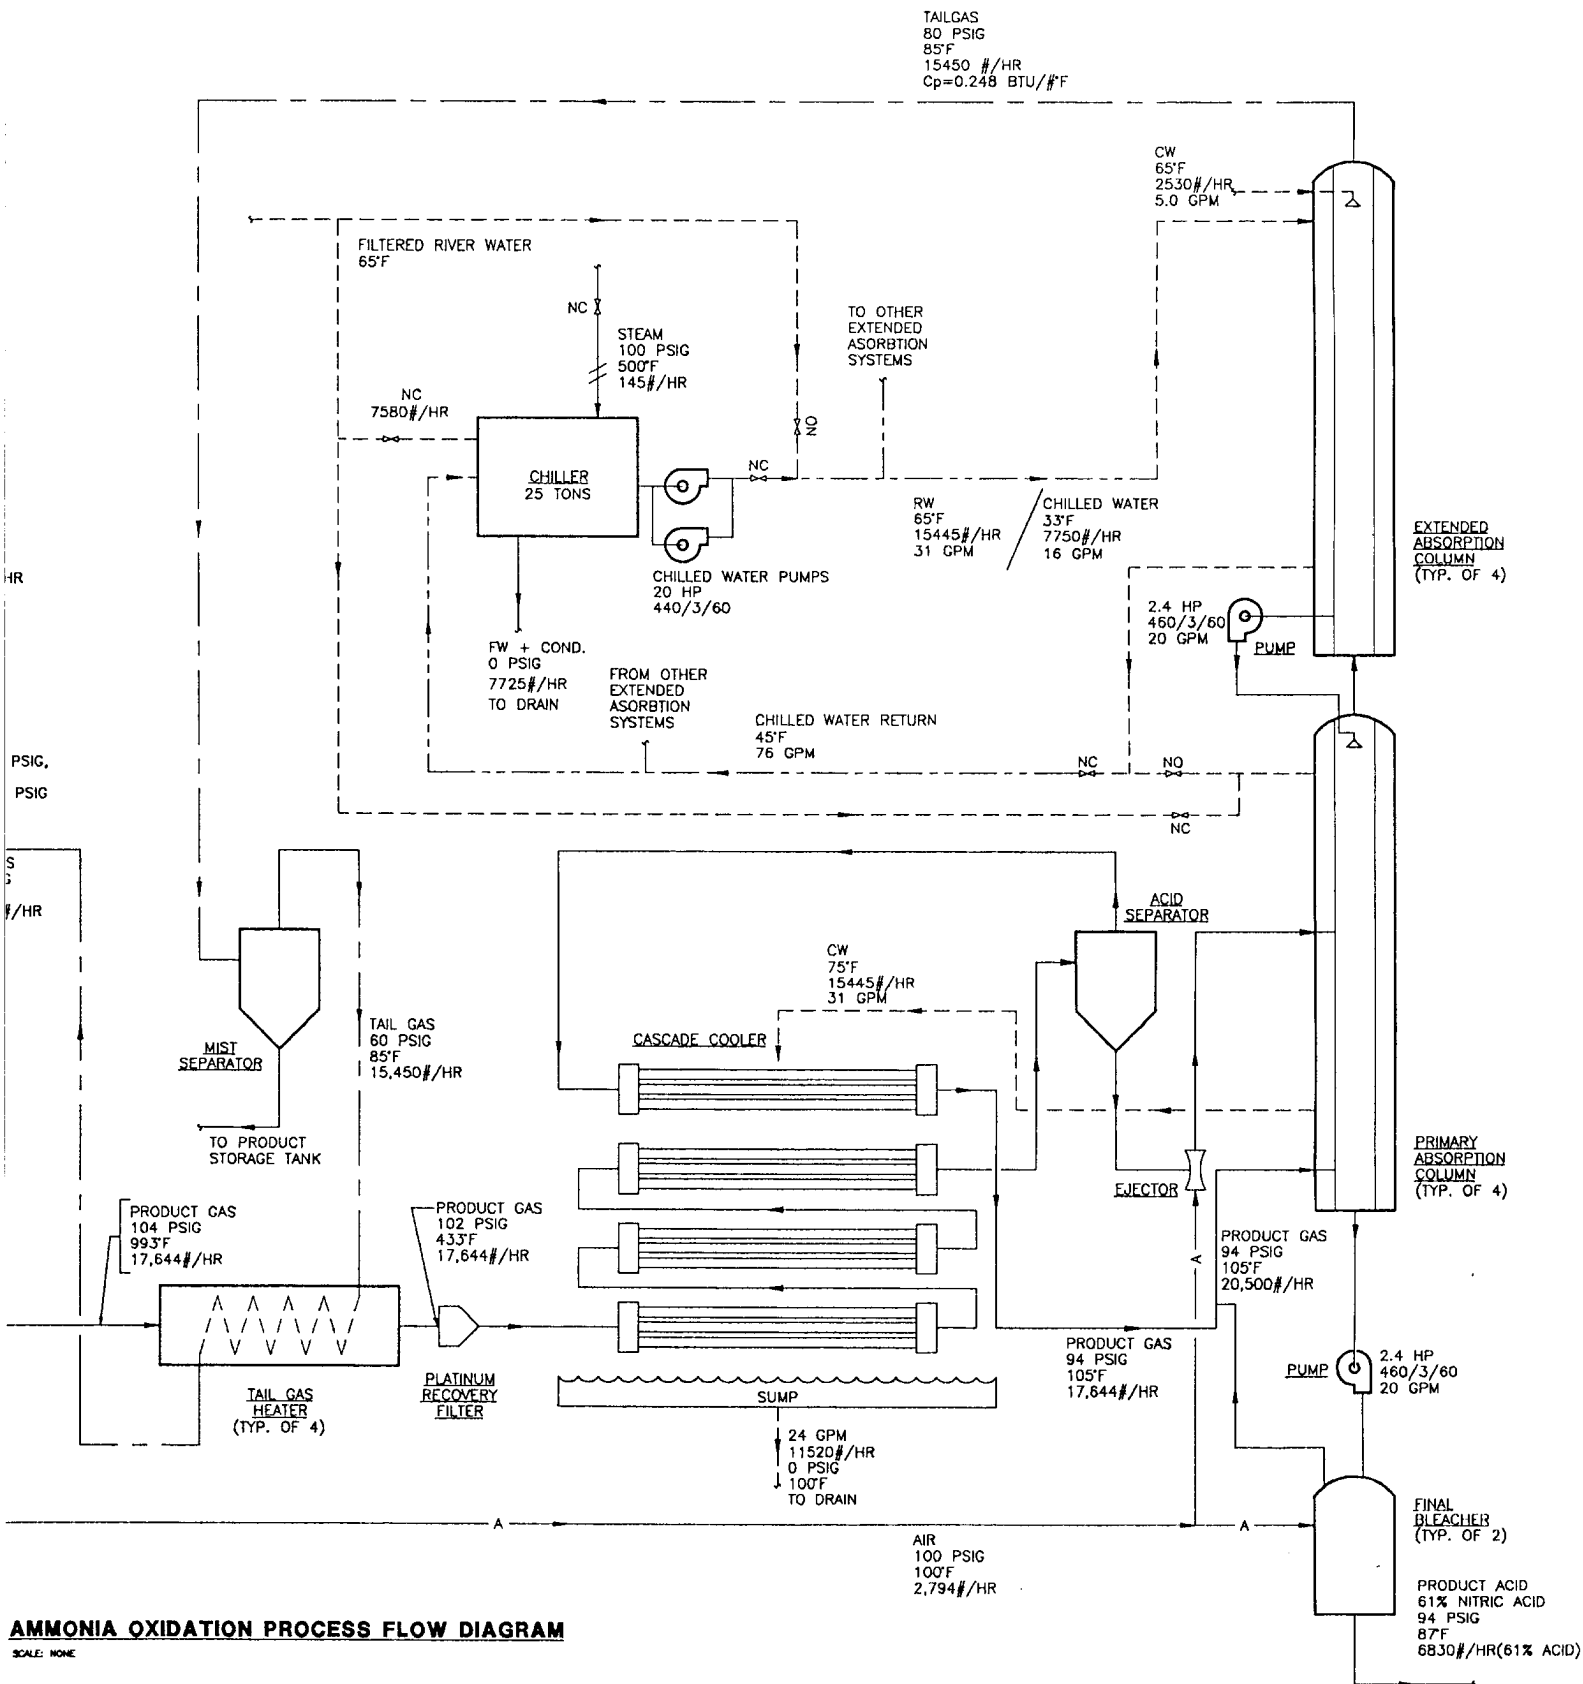 TAILGAS
80 PSIG
85°F
15450 #/HR
Cp=0.248 BTU/#°F
CW
65°F
2530#/HR
5.0 GPM
FILTERED RIVER WATER
65°F
NC
STEAM
100 PSIG
500°F
145#/HR
TO OTHER
EXTENDED
ASORBTION
SYSTEMS
NC
7580#/HR
NO
CHILLER
25 TONS
NC
RW
65°F
15445#/HR
31 GPM
CHILLED WATER
33°F
7750#/HR
16 GPM
EXTENDED
ABSORPTION
COLUMN
(TYP. OF 4)
HR
CHILLED WATER PUMPS
20 HP
440/3/60
2.4 HP
460/3/60
20 GPM
PUMP
FW + COND.
0 PSIG
7725#/HR
TO DRAIN
FROM OTHER
EXTENDED
ASORBTION
SYSTEMS
CHILLED WATER RETURN
45°F
76 GPM
PSIG,
PSIG
NC
NO
NC
S
#/HR
ACID
SEPARATOR
CW
75°F
15445#/HR
31 GPM
TAIL GAS
60 PSIG
85°F
15,450#/HR
MIST
SEPARATOR
CASCADE COOLER
TO PRODUCT
STORAGE TANK
PRIMARY
ABSORPTION
COLUMN
(TYP. OF 4)
EJECTOR
PRODUCT GAS
104 PSIG
993°F
17,644#/HR
PRODUCT GAS
102 PSIG
433°F
17,644#/HR
PRODUCT GAS
94 PSIG
105°F
20,500#/HR
A
PRODUCT GAS
94 PSIG
105°F
17,644#/HR
PUMP
2.4 HP
460/3/60
20 GPM
TAIL GAS
HEATER
(TYP. OF 4)
PLATINUM
RECOVERY
FILTER
SUMP
24 GPM
11520#/HR
0 PSIG
100°F
TO DRAIN
FINAL
BLEACHER
(TYP. OF 2)
A
A
AIR
100 PSIG
100°F
2,794#/HR
PRODUCT ACID
61% NITRIC ACID
94 PSIG
87°F
6830#/HR(61% ACID)
AMMONIA OXIDATION PROCESS FLOW DIAGRAM
SCALE: NONE